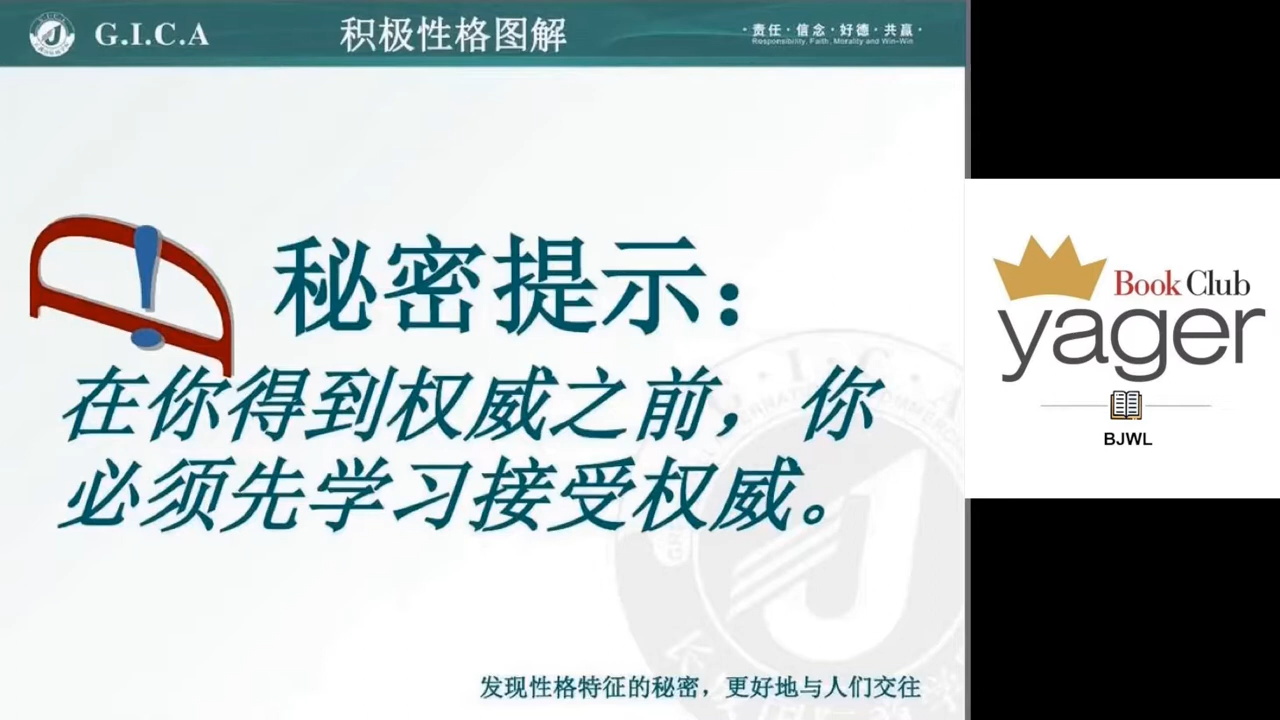 G.I.C.A
积极性格图解
·责任·信念·好德·共赢·
Responsibility, Faith, Morality and Win-Win
秘密提示：
在你得到权威之前，你
必须先学习接受权威。
发现性格特征的秘密，更好地与人们交往
Book Club
yager
BJWL